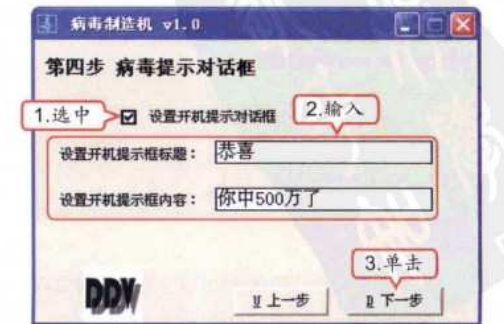 病毒制造机 v1.0
第四步 病毒提示对话框
1.选中
设置开机提示对话框
2.输入
设置开机提示框标题：
恭喜
设置开机提示框内容：
你中500万了
3.单击
DDV
U 上一步
D 下一步